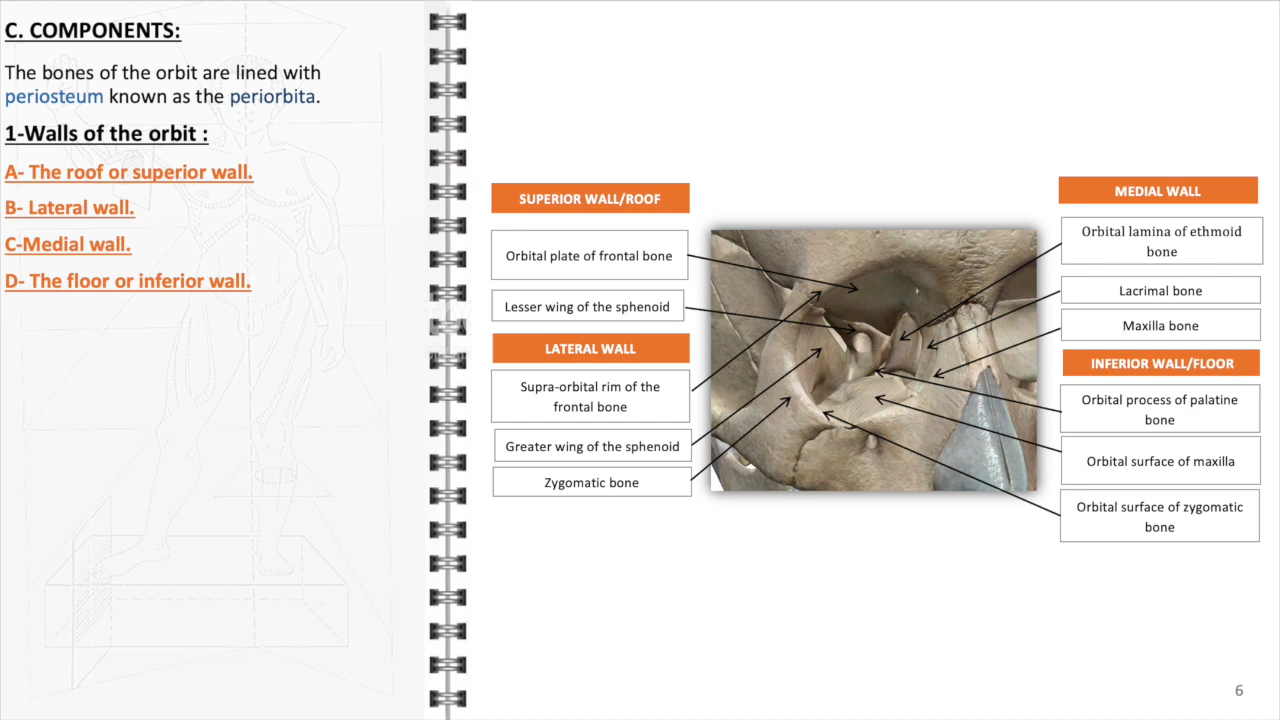 C. COMPONENTS:
The bones of the orbit are lined with
periosteum known as the periorbita.
1-Walls of the orbit :
A- The roof or superior wall.
B- Lateral wall.
C-Medial wall.
D- The floor or inferior wall.
SUPERIOR WALL/ROOF
Orbital plate of frontal bone
Lesser wing of the sphenoid
LATERAL WALL
Supra-orbital rim of the
frontal bone
Greater wing of the sphenoid
Zygomatic bone
MEDIAL WALL
Orbital lamina of ethmoid
bone
Lacrimal bone
Maxilla bone
INFERIOR WALL/FLOOR
Orbital process of palatine
bone
Orbital surface of maxilla
Orbital surface of zygomatic
bone
6